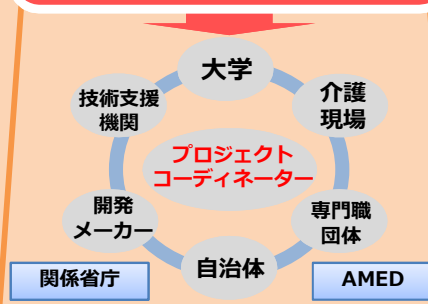 大学
技術支援
機関
介護
現場
プロジェクト
コーディネーター
開発
メーカー
専門職
団体
自治体
関係省庁
AMED